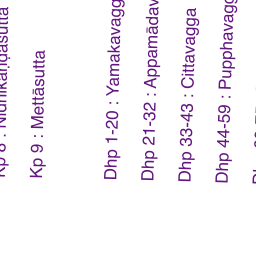 Kp 8 : Nidhikaṇḍasutta
Kp 9 : Mettāsutta
Dhp 1-20 : Yamakavagg
Dhp 21-32 : Appamādav
Dhp 33-43 : Cittavagga
Dhp 44-59 : Pupphavagg